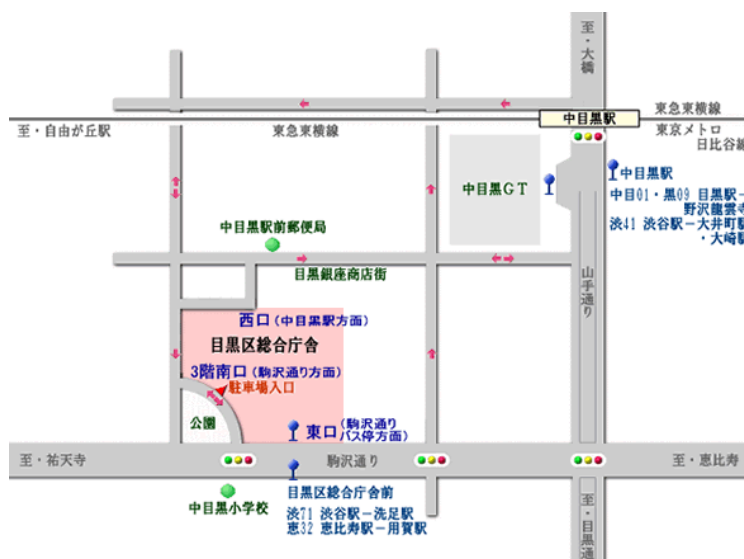 至・大橋
東急東横線
中目黒駅
至・自由が丘駅
東急東横線
東京メトロ
日比谷線
中目黒GT
中目黒駅
中目01・黒09 目黒駅−
野沢龍雲寺
渋41 渋谷駅−大井町駅
・大崎駅
中目黒駅前郵便局
目黒銀座商店街
山手通り
西口(中目黒駅方面)
目黒区総合庁舎
3階南口(駒沢通り方面)
駐車場入口
公園
東口(駒沢通り
バス停方面)
至・祐天寺
駒沢通り
至・恵比寿
目黒区総合庁舎前
中目黒小学校
渋71 渋谷駅−洗足駅
恵32 恵比寿駅−用賀駅
至・目黒通